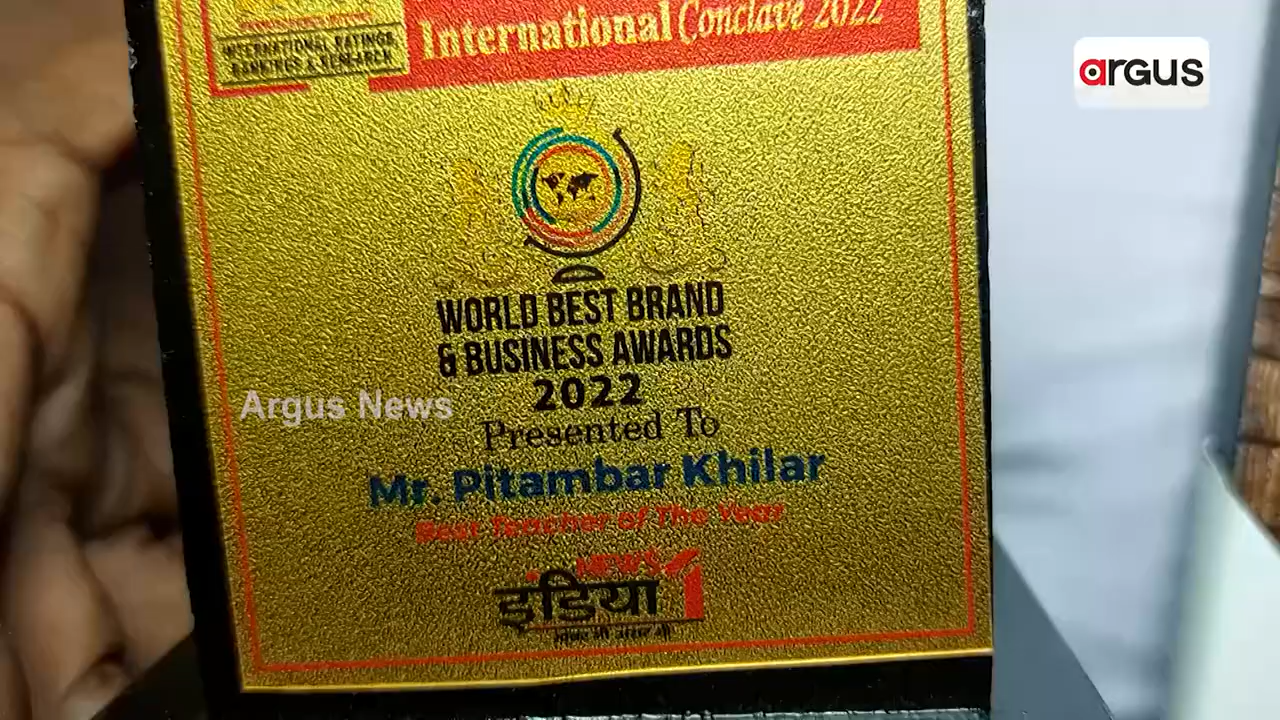 International Conclave 2022
INTERNATIONAL RATINGS
RANKINGS & RESEARCH
argus
WORLD BEST BRAND
& BUSINESS AWARDS
2022
Argus News
Presented To
Mr. Pitambar Khilar
Best Teacher of The Year
NEWS
इंडिया 1